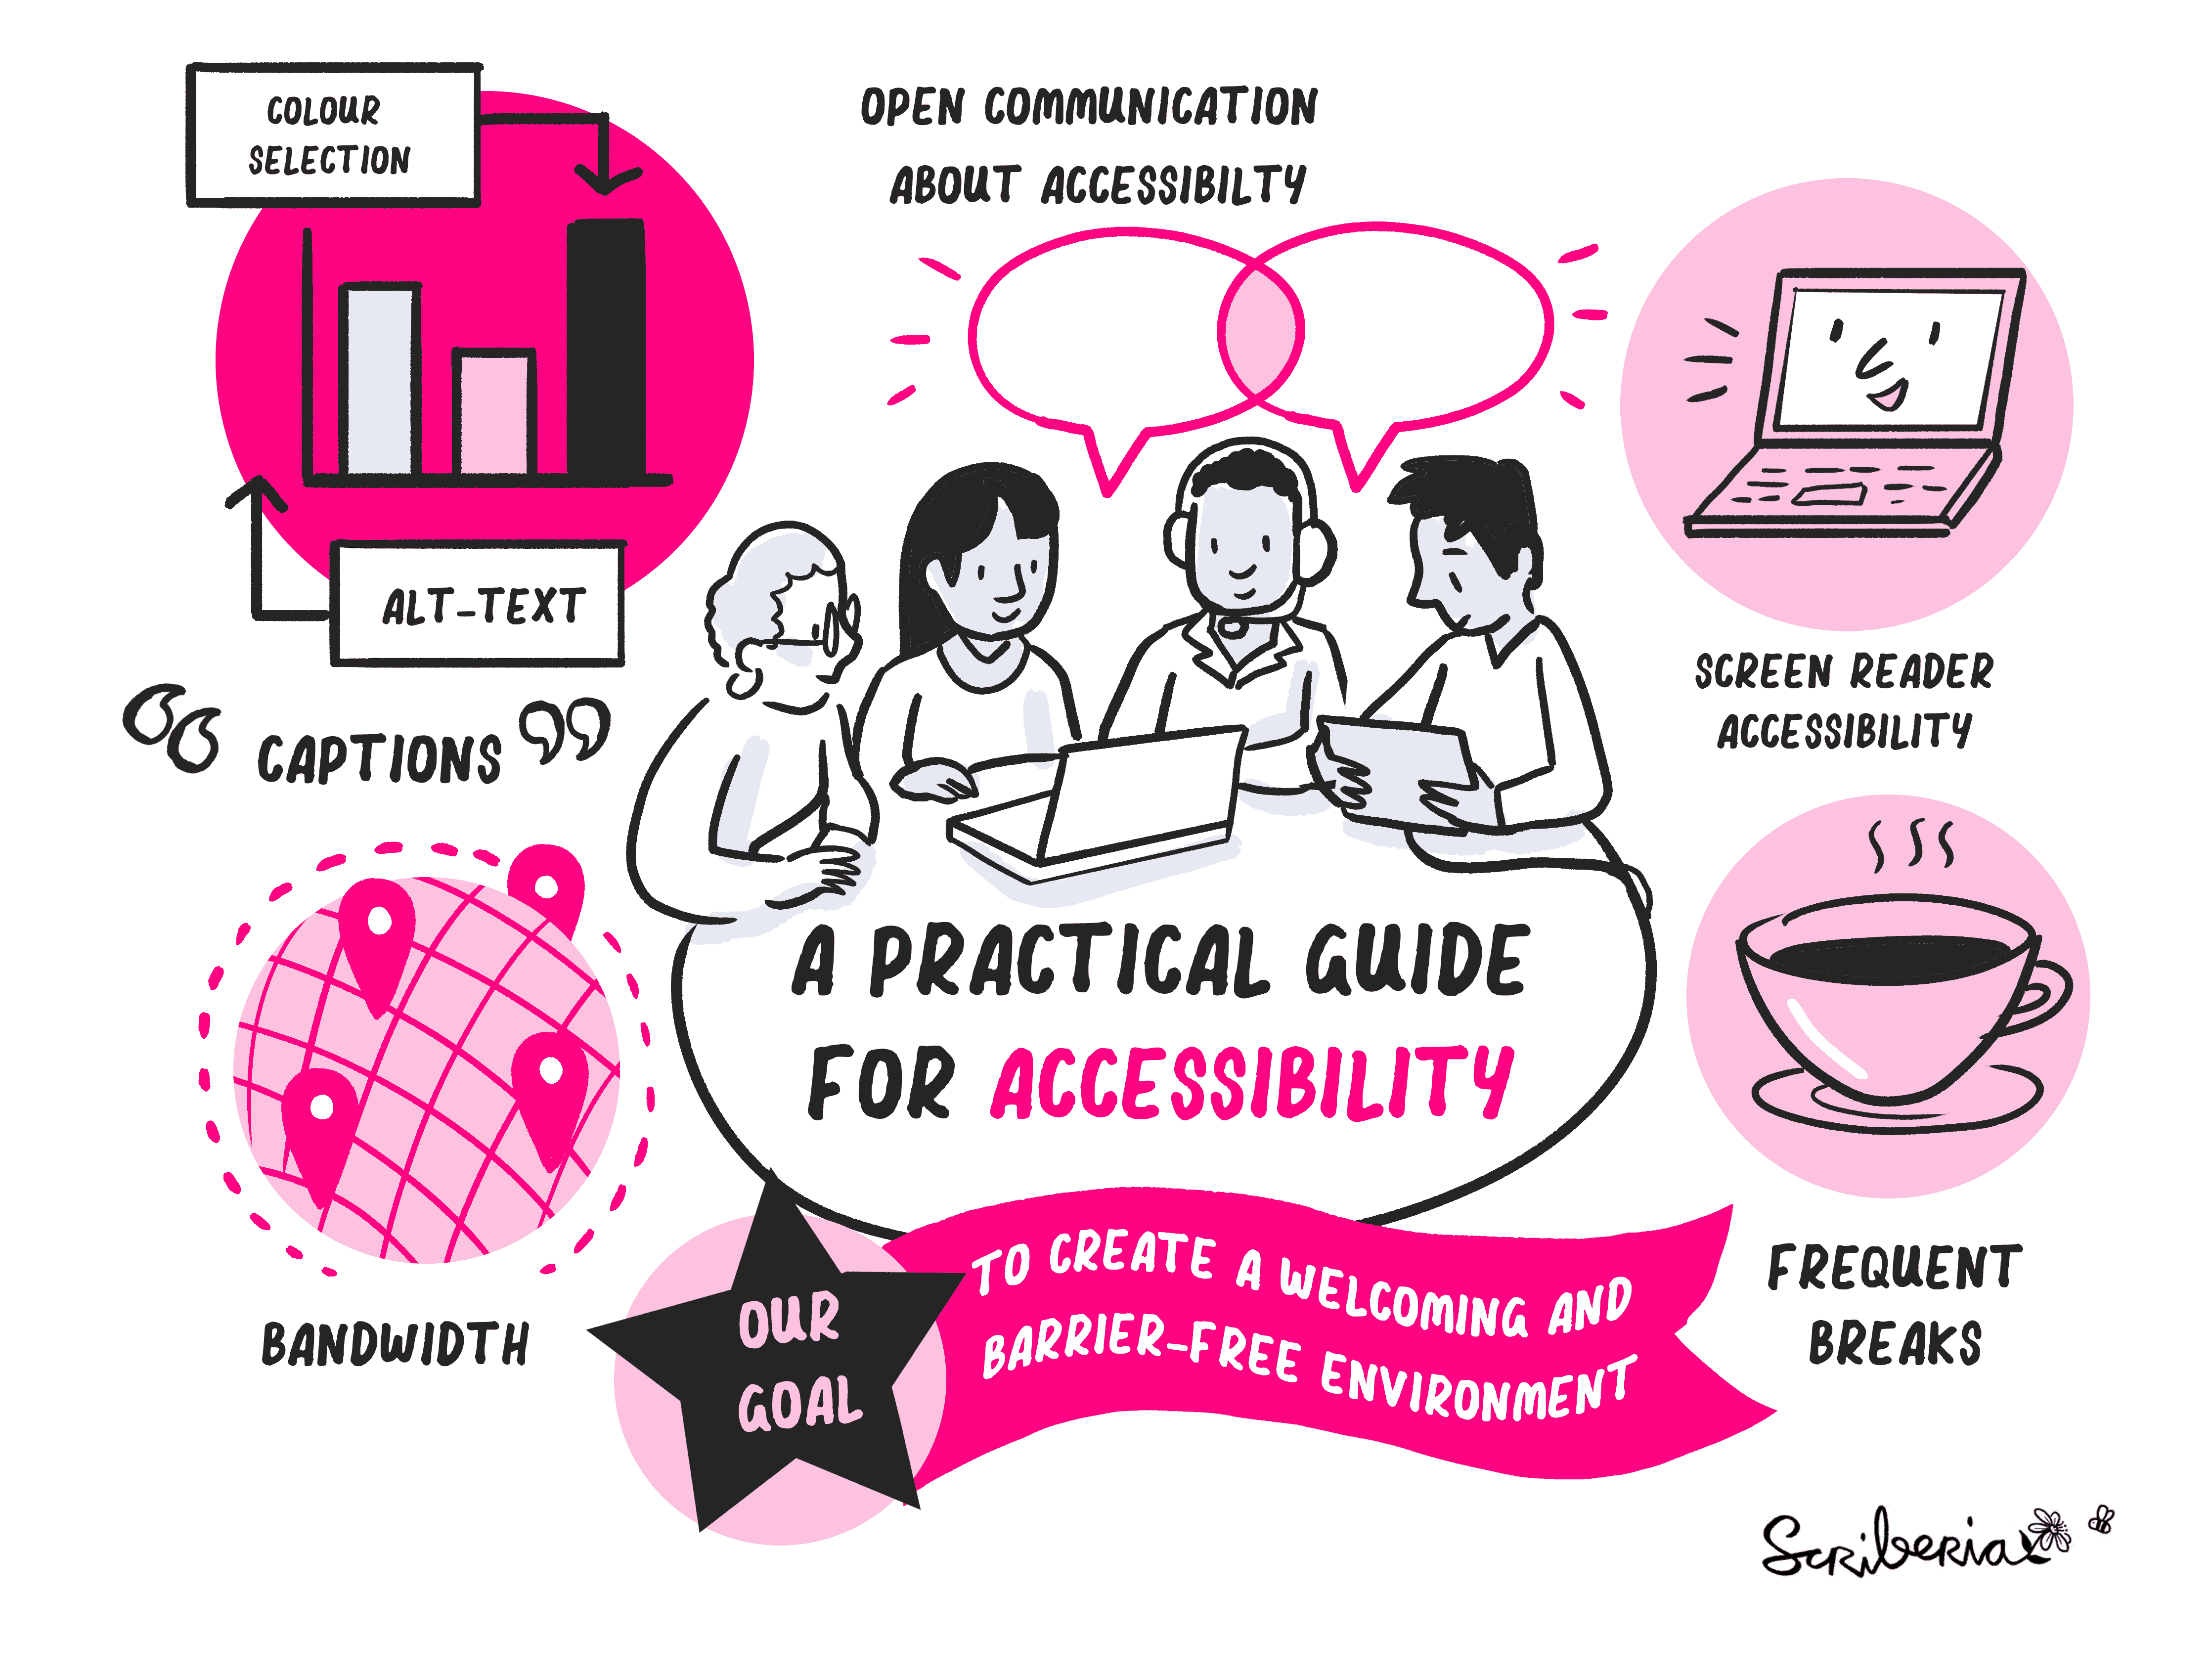 COLOUR
SELECTION
ALT-TEXT
OPEN COMMUNICATION
ABOUT ACCESSIBILTY
SCREEN READER
ACCESSIBILITY
“ CAPTIONS ”
BANDWIDTH
A PRACTICAL GUIDE
FOR ACCESSIBILITY
FREQUENT
BREAKS
OUR
GOAL
TO CREATE A WELCOMING AND
BARRIER-FREE ENVIRONMENT
Scriberia